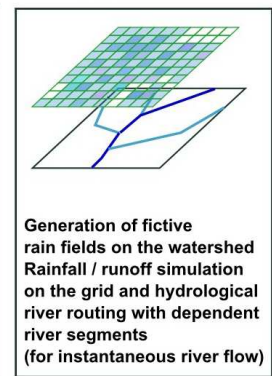 Generation of fictive
rain fields on the watershed
Rainfall / runoff simulation
on the grid and hydrological
river routing with dependent
river segments
(for instantaneous river flow)